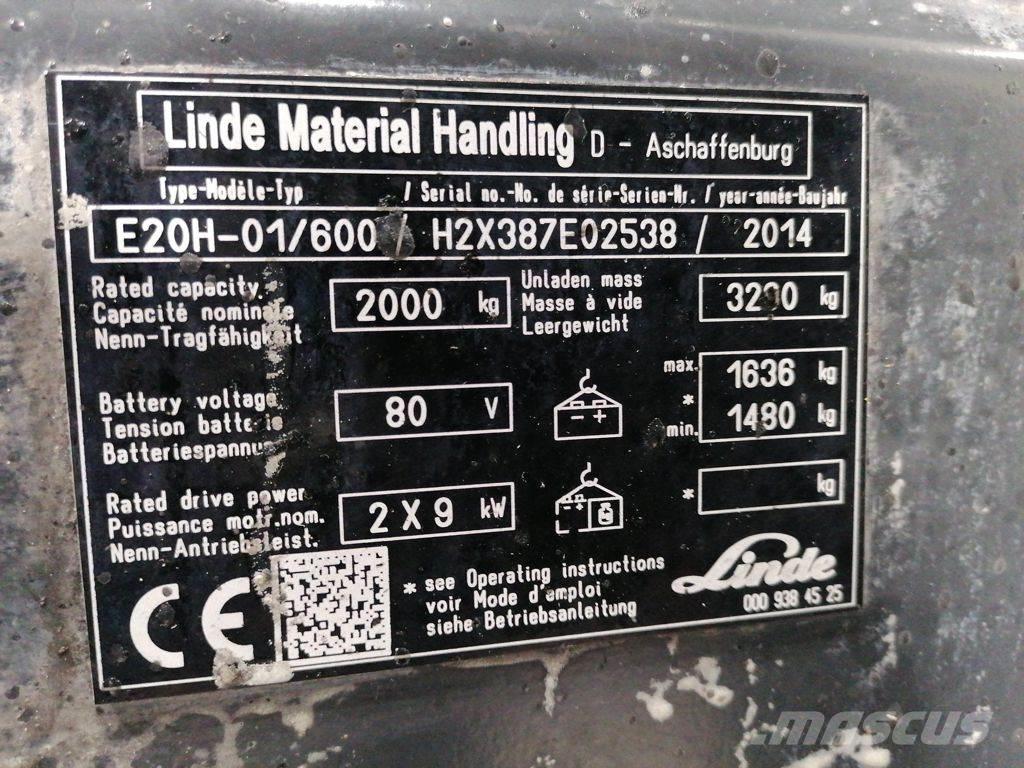 Linde Material Handling D - Aschaffenburg
Type-Modèle-Typ / Serial no.-No. de série-Serien-Nr. / year-année-Baujahr
E20H-01/600 / H2X387E02538 / 2014
Rated capacity
Capacité nominale
Nenn-Tragfähigkeit
2000 kg
Unladen mass
Masse à vide
Leergewicht
kg
Battery voltage
Tension batterie
Batteriespannung
80 V
- +
max. 1636 kg
*
min. 1480 kg
Rated drive power
Puissance motr.nom.
Nenn-Antriebsleist.
2 X 9 kW
- +
* kg
CE
* see Operating instructions
voir Mode d'emploi
siehe Betriebsanleitung
Linde
000 938 45 25
mascus